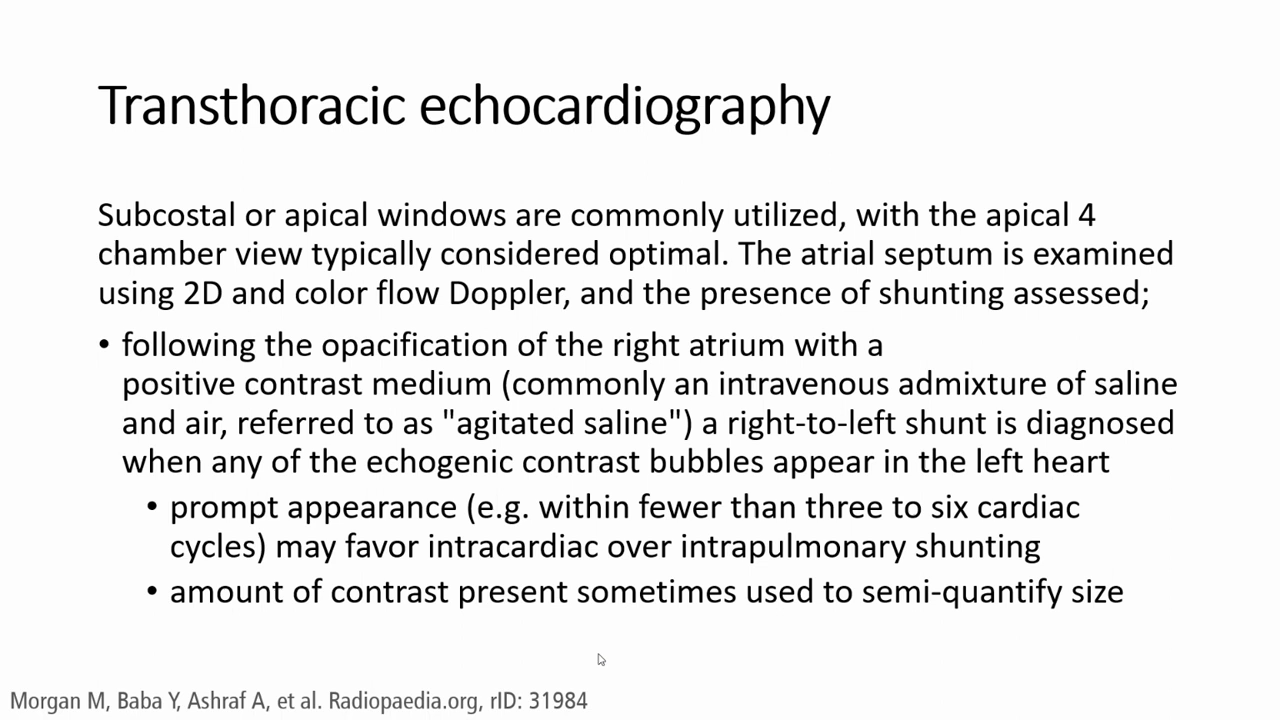 Transthoracic echocardiography
Subcostal or apical windows are commonly utilized, with the apical 4
chamber view typically considered optimal. The atrial septum is examined
using 2D and color flow Doppler, and the presence of shunting assessed;
• following the opacification of the right atrium with a
positive contrast medium (commonly an intravenous admixture of saline
and air, referred to as "agitated saline") a right-to-left shunt is diagnosed
when any of the echogenic contrast bubbles appear in the left heart
• prompt appearance (e.g. within fewer than three to six cardiac
cycles) may favor intracardiac over intrapulmonary shunting
• amount of contrast present sometimes used to semi-quantify size
Morgan M, Baba Y, Ashraf A, et al. Radiopaedia.org, rID: 31984